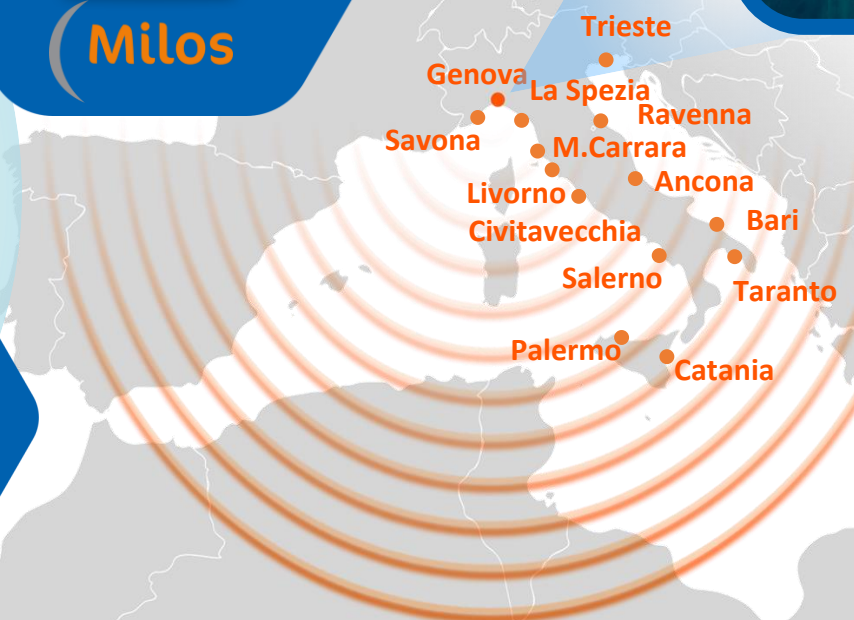 Milos
Trieste
Genova
La Spezia
Ravenna
Savona
M.Carrara
Livorno
Ancona
Civitavecchia
Bari
Salerno
Taranto
Palermo
Catania